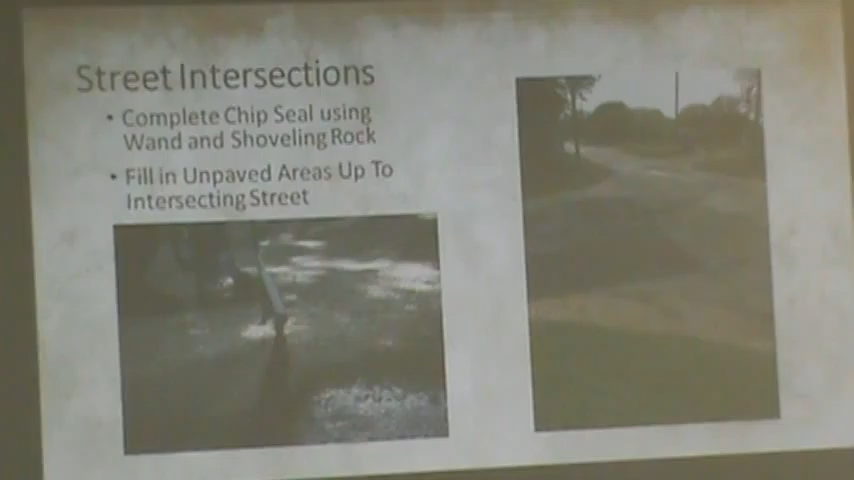 Street Intersections
• Complete Chip Seal using
Wand and Shoveling Rock
• Fill in Unpaved Areas Up To
Intersecting Street